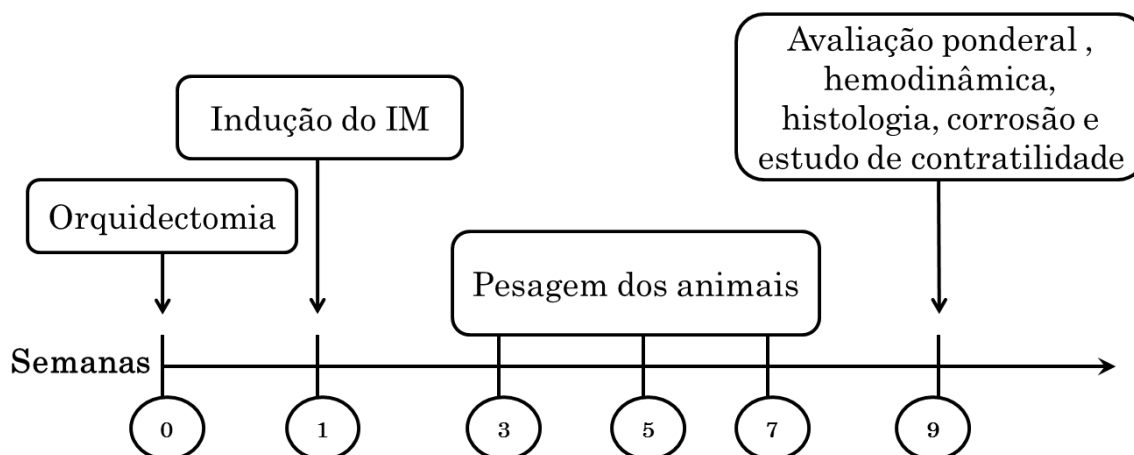 Avaliação ponderal ,
hemodinâmica,
histologia, corrosão e
estudo de contratilidade
Indução do IM
Orquidectomia
Pesagem dos animais
Semanas
0
1
3
5
7
9